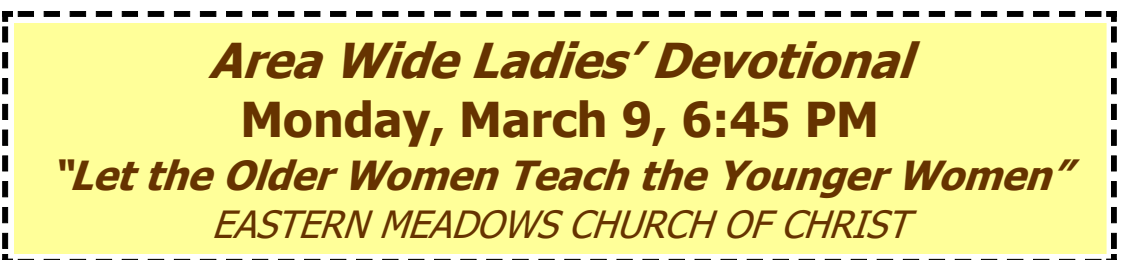 Area Wide Ladies’ Devotional
Monday, March 9, 6:45 PM
“Let the Older Women Teach the Younger Women”
EASTERN MEADOWS CHURCH OF CHRIST